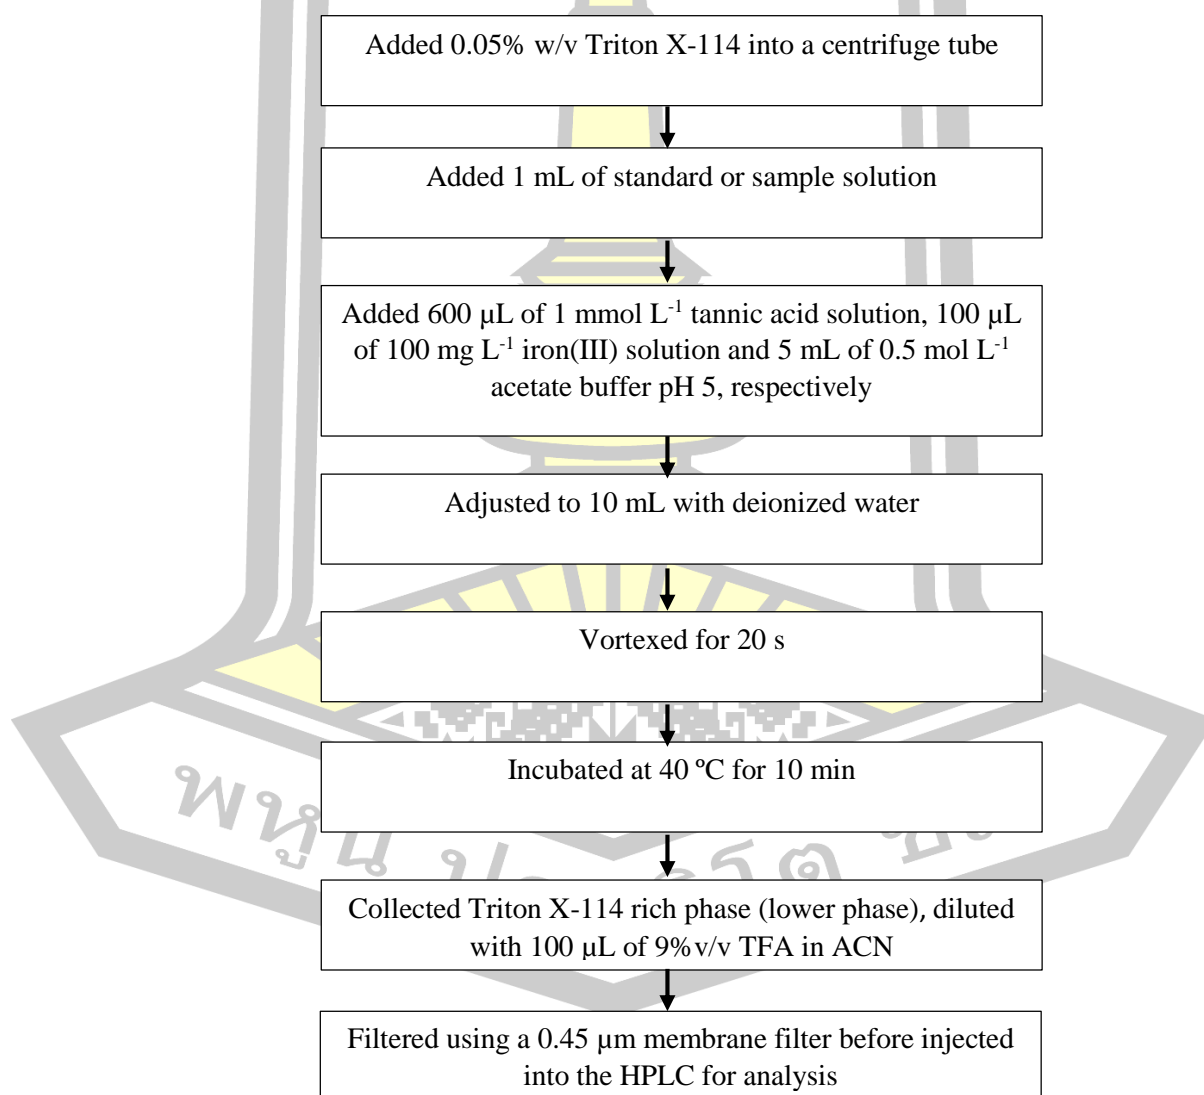 Added 0.05% w/v Triton X-114 into a centrifuge tube
Added 1 mL of standard or sample solution
Added 600 µL of 1 mmol L⁻¹ tannic acid solution, 100 µL
of 100 mg L⁻¹ iron(III) solution and 5 mL of 0.5 mol L⁻¹
acetate buffer pH 5, respectively
Adjusted to 10 mL with deionized water
Vortexed for 20 s
Incubated at 40 ºC for 10 min
พหูน
Collected Triton X-114 rich phase (lower phase), diluted
with 100 µL of 9%v/v TFA in ACN
Filtered using a 0.45 µm membrane filter before injected
into the HPLC for analysis